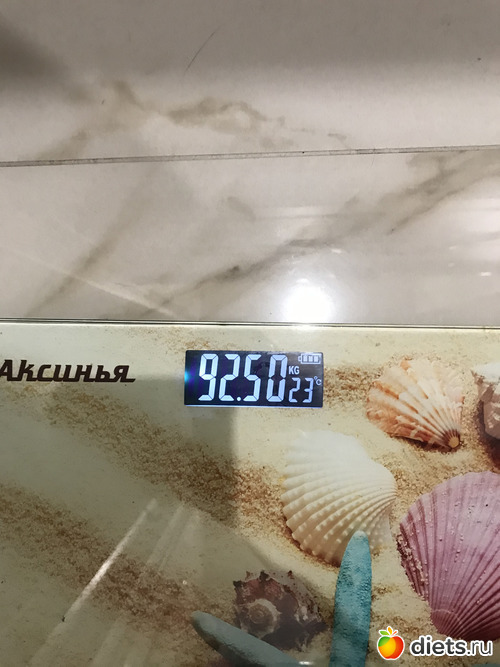 Аксинья
92.50 KG
23 °C
diets.ru